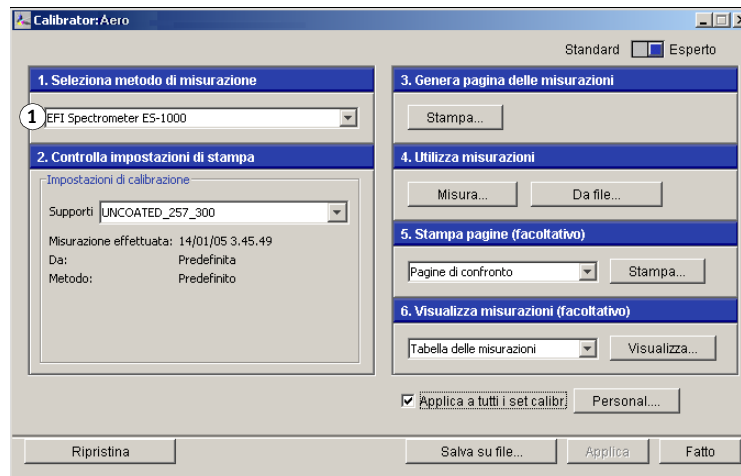 Calibrator: Aero
Standard Esperto
1. Seleziona metodo di misurazione
1
EFI Spectrometer ES-1000
2. Controlla impostazioni di stampa
Impostazioni di calibrazione
Supporti UNCOATED_257_300
Misurazione effettuata: 14/01/05 3.45.49
Da: Predefinita
Metodo: Predefinito
3. Genera pagina delle misurazioni
Stampa...
4. Utilizza misurazioni
Misura... Da file...
5. Stampa pagine (facoltativo)
Pagine di confronto Stampa...
6. Visualizza misurazioni (facoltativo)
Tabella delle misurazioni Visualizza...
Applica a tutti i set calibr. Personal....
Ripristina Salva su file... Applica Fatto